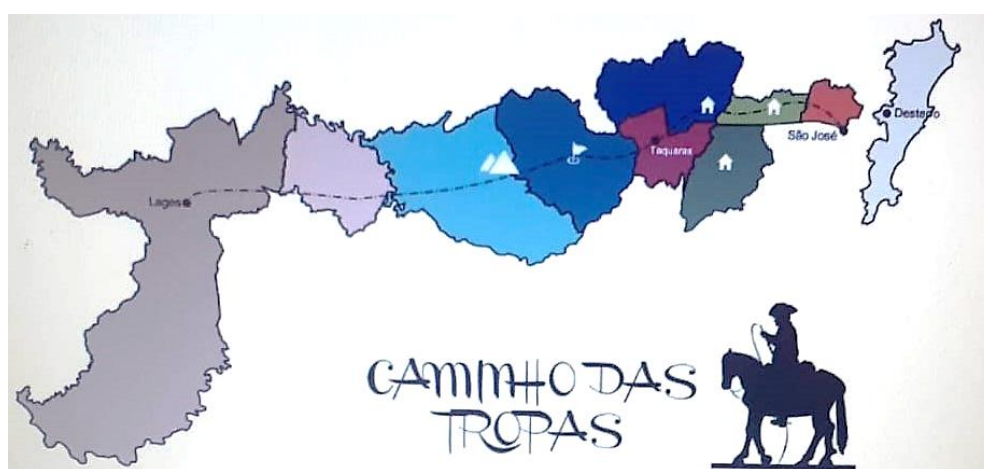 Lages
Taquaras
São José
Desterro
CAMINHO DAS
TROPAS